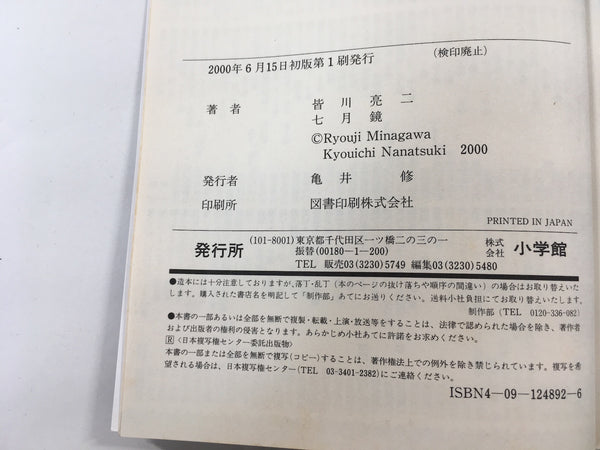 2000年6月15日初版第1刷発行 (検印廃止)
著者 皆川亮二
七月鏡
©Ryouji Minagawa
Kyouichi Nanatsuki 2000
発行者 亀井 修
印刷所 図書印刷株式会社
PRINTED IN JAPAN
発行所 (101-8001)東京都千代田区一ツ橋二の三の一 株式会社 小学館
振替(00180-1-200)
TEL 販売03(3230)5749 編集03(3230)5480
●造本には十分注意しておりますが、落丁・乱丁(本のページの抜け落ちや順序の間違い)の場合はお取り替えいた
します。購入された書店名を明記して「制作部」あてにお送りください。送料小社負担にてお取り替えいたします。
制作部(TEL 0120-336-082)
●本書の一部あるいは全部を無断で複製・転載・上演・放送等をすることは、法律で認められた場合を除き、著作者
および出版者の権利の侵害となります。あらかじめ小社あてに許諾をお求めください。
R〈日本複写権センター委託出版物〉
本書の一部または全部を無断で複写(コピー)することは、著作権法上での例外を除き禁じられています。複写を希
望される場合は、日本複写権センター(TEL 03-3401-2382)にご連絡ください。
ISBN4-09-124892-6